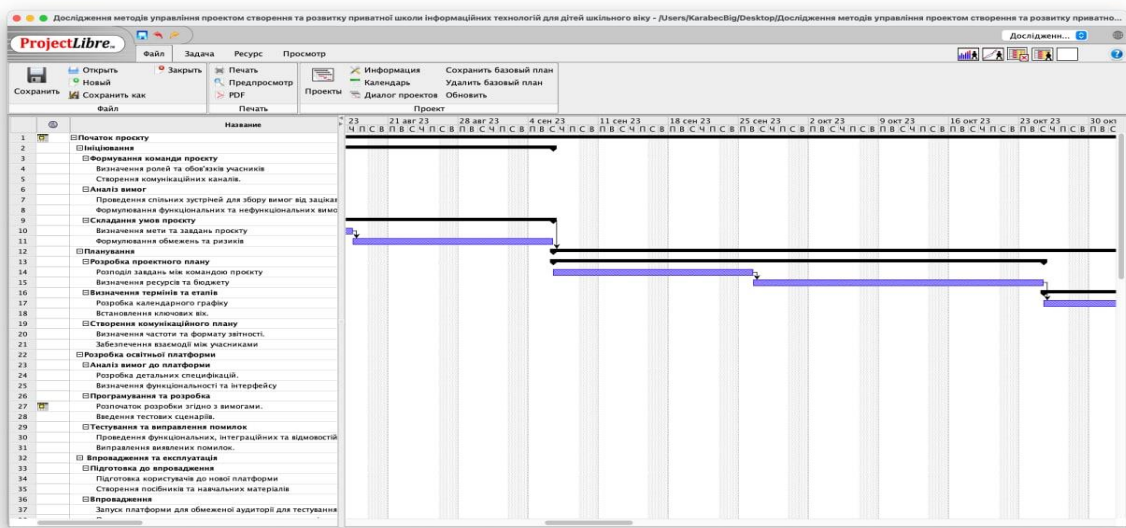 Дослідження методів управління проектом створення та розвитку приватної школи інформаційних технологій для дітей шкільного віку - /Users/KarabecBig/Desktop/Дослідження методів управління проектом створення та розвитку приватно...
ProjectLibre
Дослідженн...
Файл Задача Ресурс Просмотр
Сохранить
Открыть
Новый
Сохранить как
Закрыть
Файл
Печать
Предпросмотр
PDF
Печать
Проекты
Информация
Календарь
Диалог проектов
Сохранить базовый план
Удалить базовый план
Обновить
Проект
Название
23 21 авг 23 28 авг 23 4 сен 23 11 сен 23 18 сен 23 25 сен 23 2 окт 23 9 окт 23 16 окт 23 23 окт 23 30 окт
Ч П С В П В С Ч П С В П В С Ч П С В П В С Ч П С В П В С Ч П С В П В С Ч П С В П В С Ч П С В П В С Ч П С В П В С Ч П С В П В С Ч П С В П В С Ч П С В П В С
1 Початок проєкту
2 Ініціювання
3 Формування команди проєкту
4 Визначення ролей та обов'язків учасників
5 Створення комунікаційних каналів.
6 Аналіз вимог
7 Проведення спільних зустрічей для збору вимог від зацікав
8 Формулювання функціональних та нефункціональних вимо
9 Складання умов проєкту
10 Визначення мети та завдань проєкту
11 Формулювання обмежень та ризиків
12 Планування
13 Розробка проектного плану
14 Розподіл завдань між командою проєкту
15 Визначення ресурсів та бюджету
16 Визначення термінів та етапів
17 Розробка календарного графіку
18 Встановлення ключових віх.
19 Створення комунікаційного плану
20 Визначення частоти та формату звітності.
21 Забезпечення взаємодії між учасниками
22 Розробка освітньої платформи
23 Аналіз вимог до платформи
24 Розробка детальних специфікацій.
25 Визначення функціональності та інтерфейсу
26 Програмування та розробка
27 Розпочаток розробки згідно з вимогами.
28 Введення тестових сценаріїв.
29 Тестування та виправлення помилок
30 Проведення функціональних, інтеграційних та відмовостій
31 Виправлення виявлених помилок.
32 Впровадження та експлуатація
33 Підготовка до впровадження
34 Підготовка користувачів до нової платформи
35 Створення посібників та навчальних матеріалів
36 Впровадження
37 Запуск платформи для обмеженої аудиторії для тестування